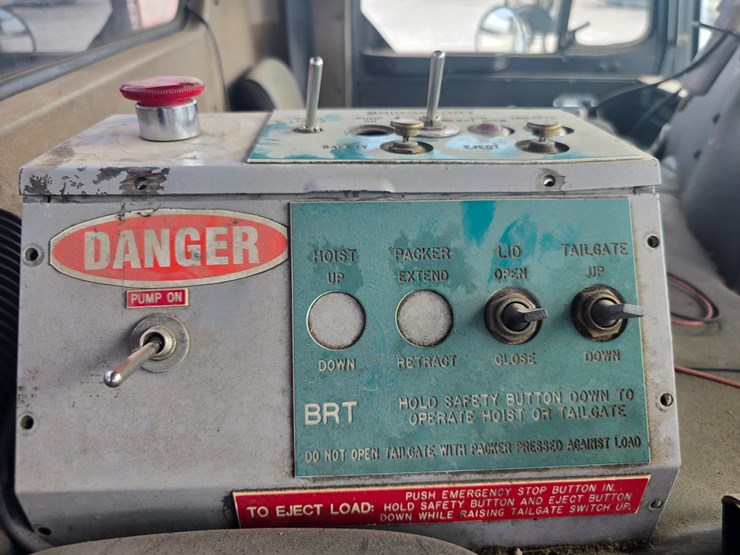 SAFETY
EJECT
DANGER
PUMP ON
HOIST PACKER LID TAILGATE
UP EXTEND OPEN UP
DOWN RETRACT CLOSE DOWN
BRT
HOLD SAFETY BUTTON DOWN TO
OPERATE HOIST OR TAILGATE
DO NOT OPEN TAILGATE WITH PACKER PRESSED AGAINST LOAD
TO EJECT LOAD:
PUSH EMERGENCY STOP BUTTON IN...
HOLD SAFETY BUTTON AND EJECT BUTTON
DOWN WHILE RAISING TAILGATE SWITCH UP.